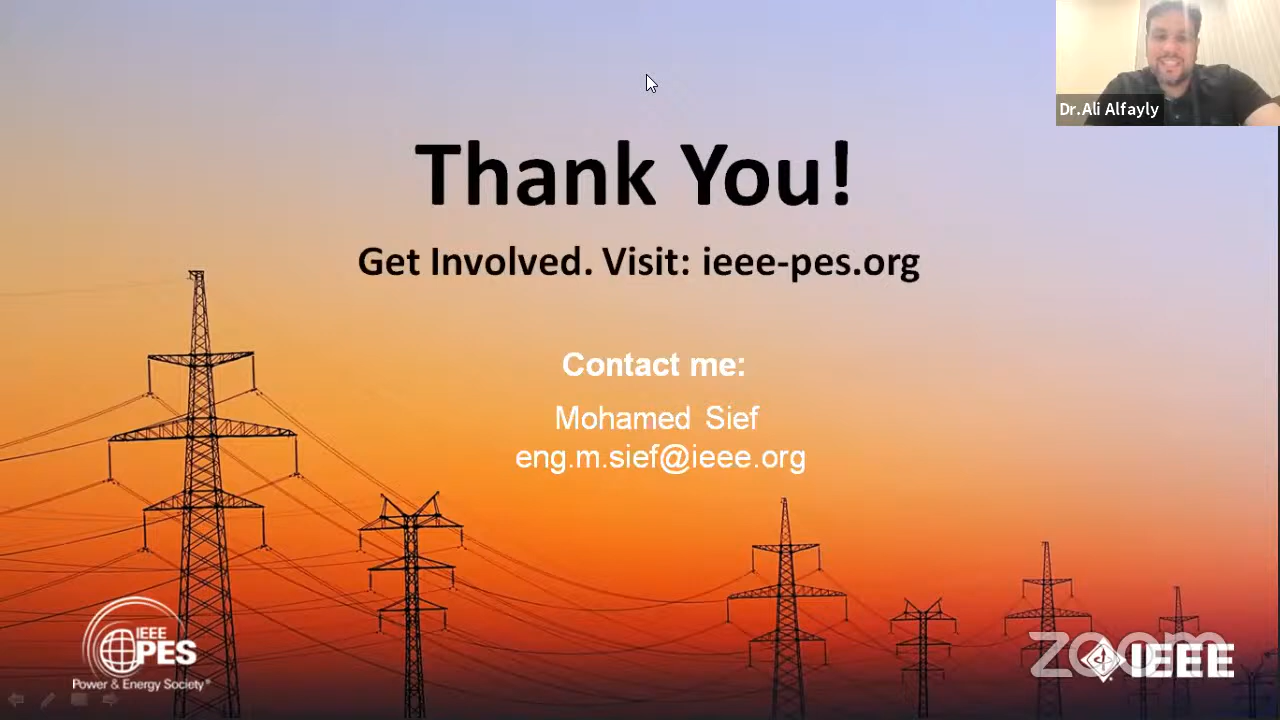 Dr.Ali Alfayly
Thank You!
Get Involved. Visit: ieee-pes.org
Contact me:
Mohamed Sief
eng.m.sief@ieee.org
IEEE
PES
Power & Energy Society®
zoom
IEEE